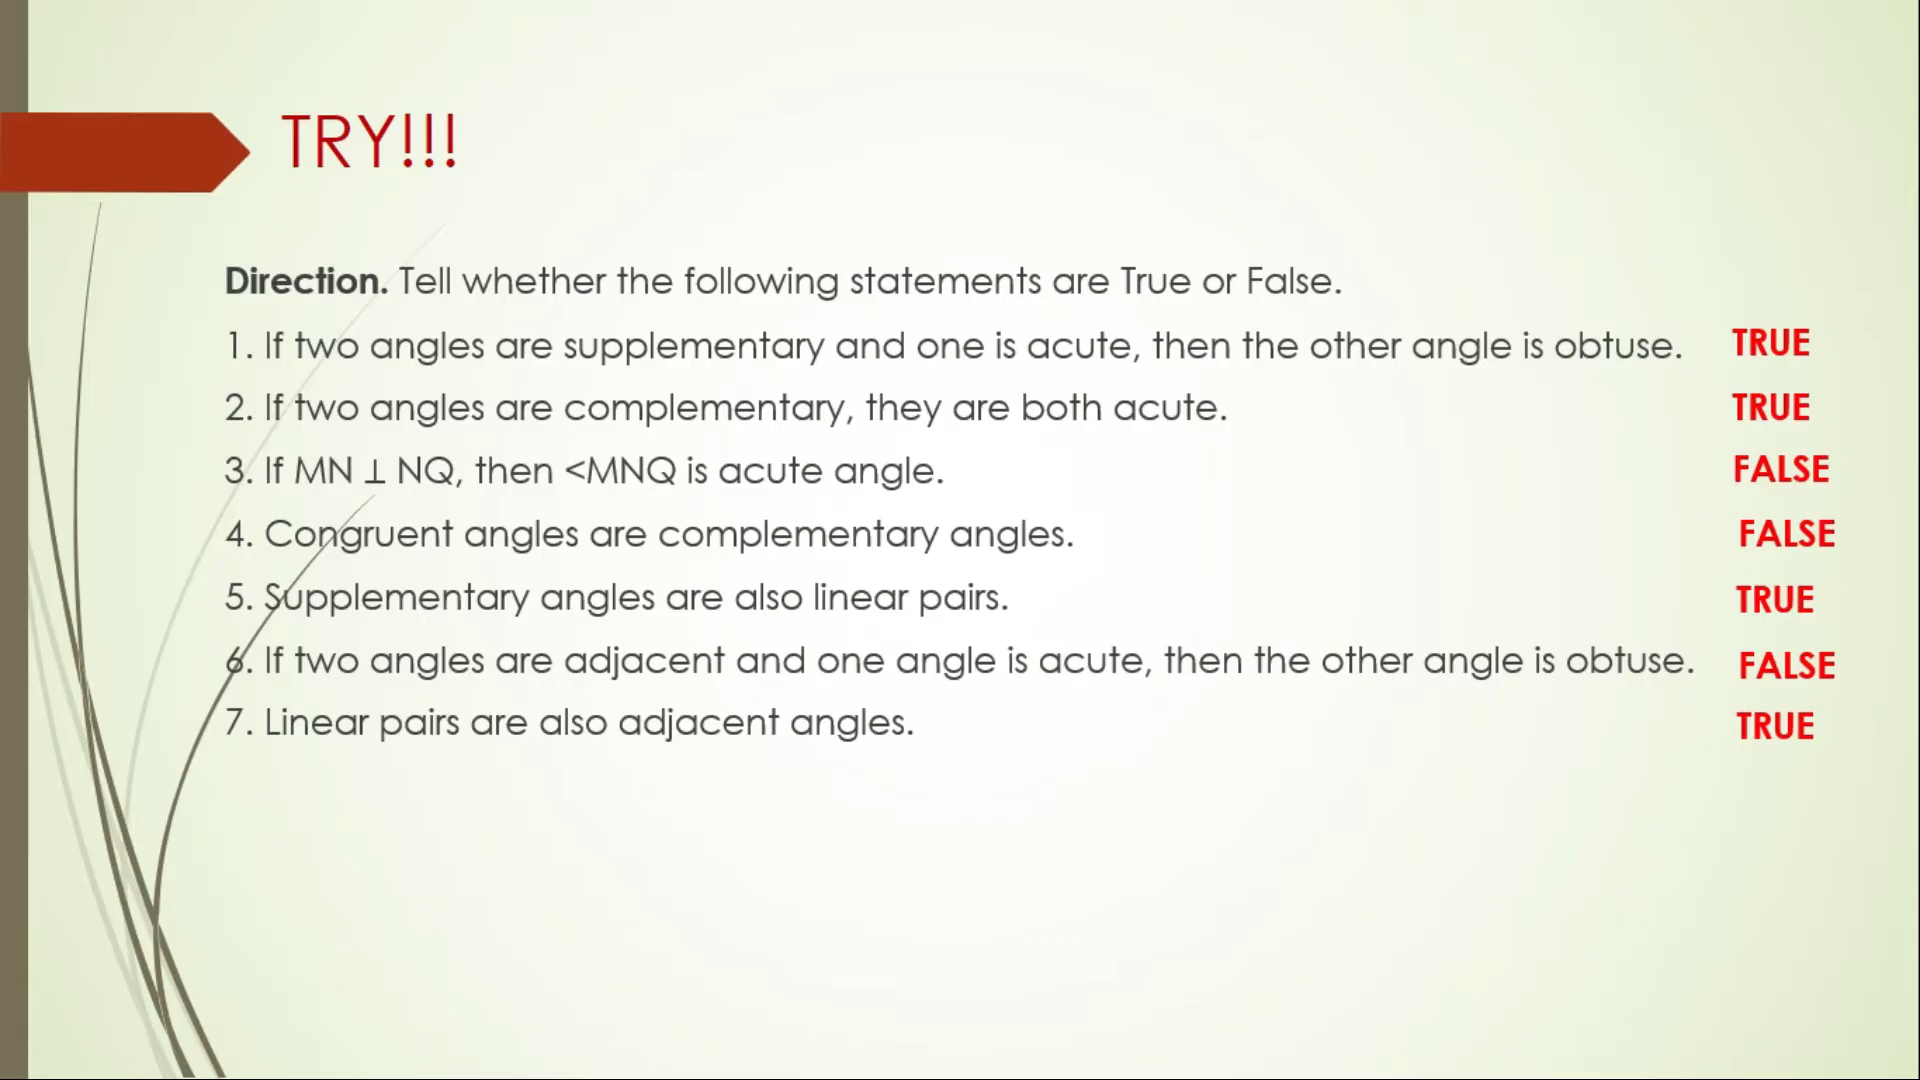 TRY!!!
Direction. Tell whether the following statements are True or False.
1. If two angles are supplementary and one is acute, then the other angle is obtuse. TRUE
2. If two angles are complementary, they are both acute. TRUE
3. If MN ⊥ NQ, then <MNQ is acute angle. FALSE
4. Congruent angles are complementary angles. FALSE
5. Supplementary angles are also linear pairs. TRUE
6. If two angles are adjacent and one angle is acute, then the other angle is obtuse. FALSE
7. Linear pairs are also adjacent angles. TRUE